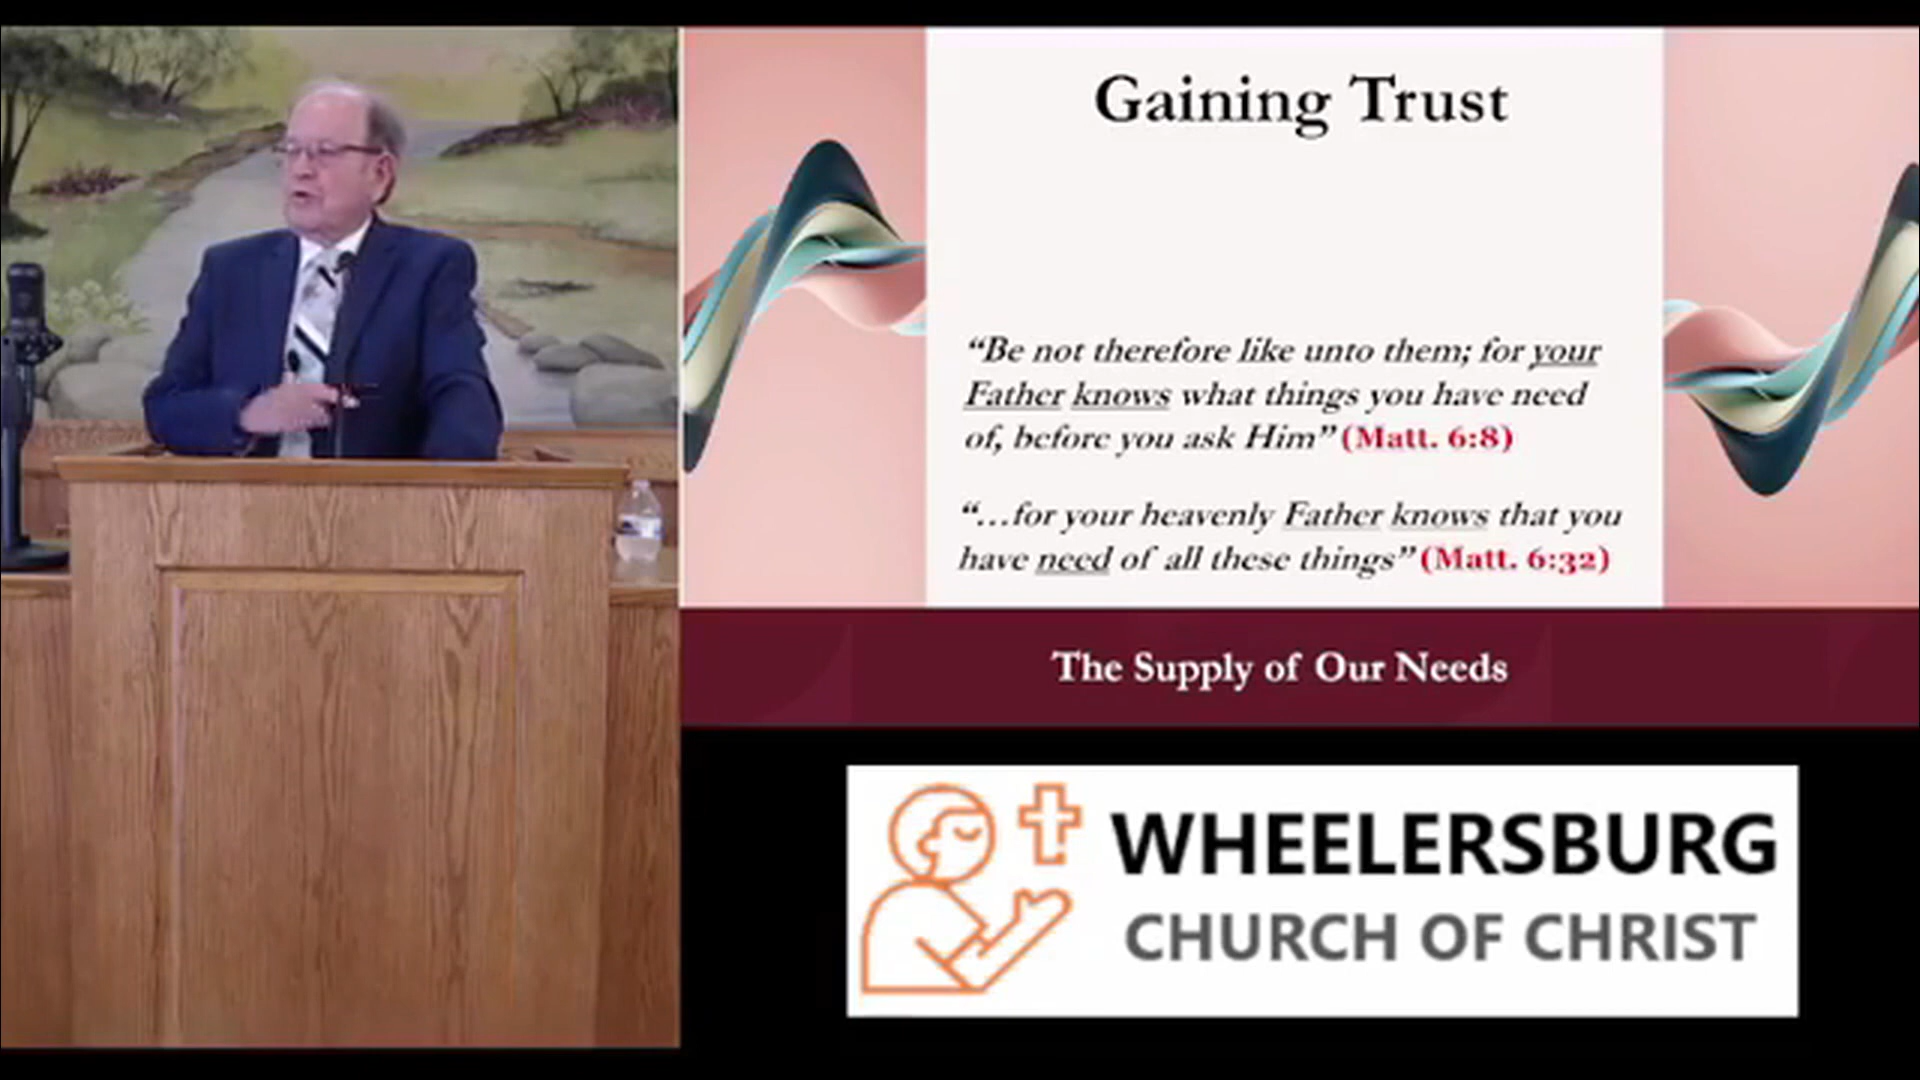 Gaining Trust
“Be not therefore like unto them; for your
Father knows what things you have need
of, before you ask Him” (Matt. 6:8)
“…for your heavenly Father knows that you
have need of all these things” (Matt. 6:32)
The Supply of Our Needs
WHEELERSBURG
CHURCH OF CHRIST